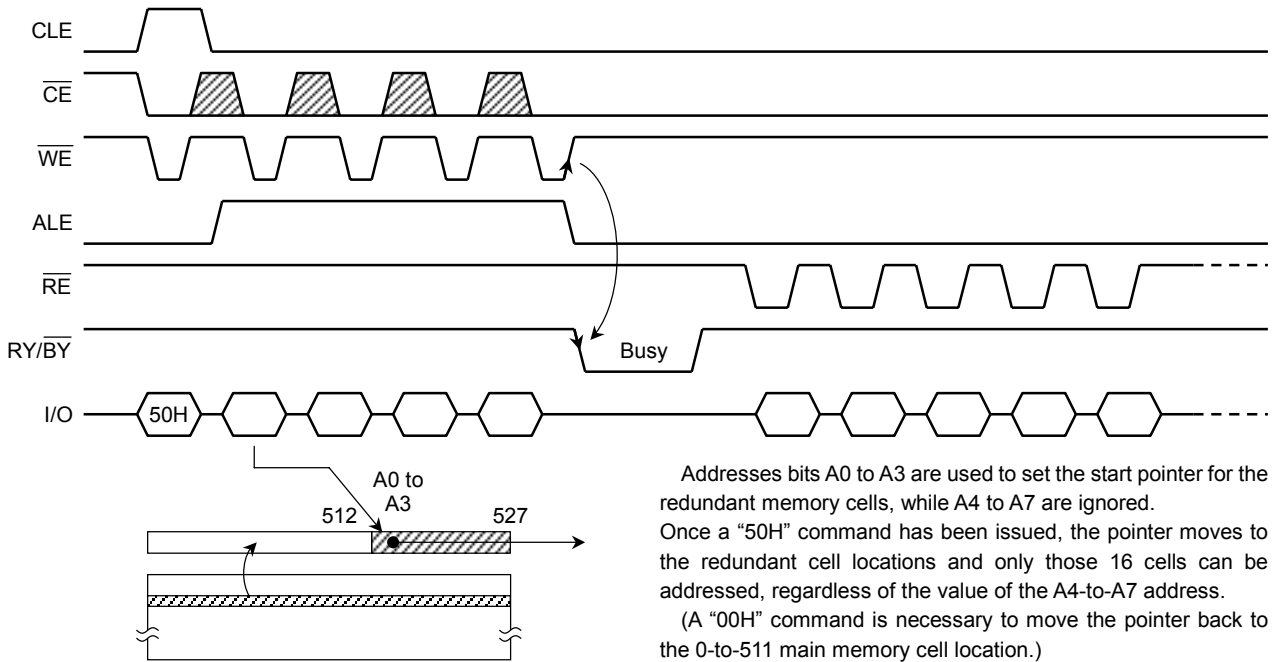 CLE
CE
WE
ALE
RE
RY/BY
Busy
I/O
50H
A0 to
A3
512
527
Addresses bits A0 to A3 are used to set the start pointer for the
redundant memory cells, while A4 to A7 are ignored.
Once a “50H” command has been issued, the pointer moves to
the redundant cell locations and only those 16 cells can be
addressed, regardless of the value of the A4-to-A7 address.
(A “00H” command is necessary to move the pointer back to
the 0-to-511 main memory cell location.)